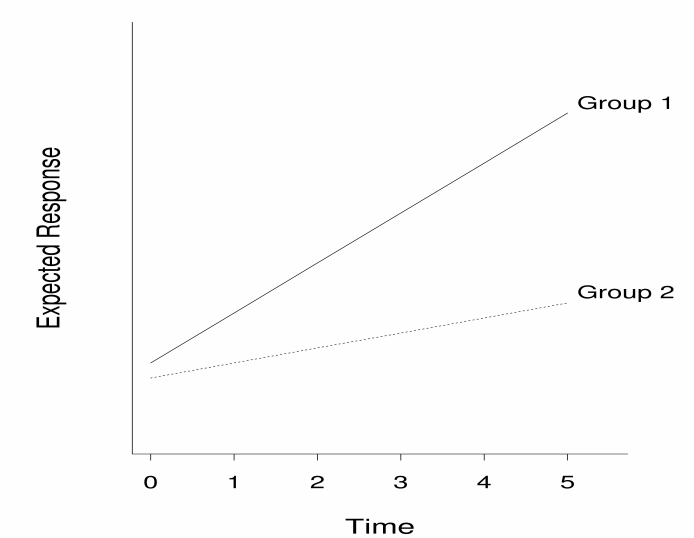 Group 1
Expected Response
Group 2
0 1 2 3 4 5
Time